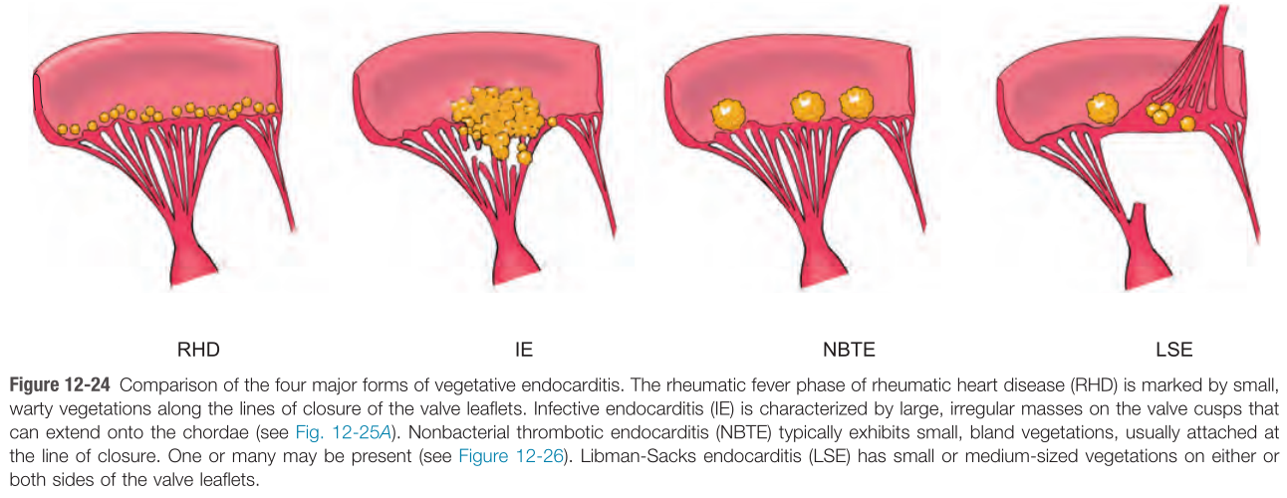 RHD
IE
NBTE
LSE
Figure 12-24 Comparison of the four major forms of vegetative endocarditis. The rheumatic fever phase of rheumatic heart disease (RHD) is marked by small,
warty vegetations along the lines of closure of the valve leaflets. Infective endocarditis (IE) is characterized by large, irregular masses on the valve cusps that
can extend onto the chordae (see Fig. 12-25A). Nonbacterial thrombotic endocarditis (NBTE) typically exhibits small, bland vegetations, usually attached at
the line of closure. One or many may be present (see Figure 12-26). Libman-Sacks endocarditis (LSE) has small or medium-sized vegetations on either or
both sides of the valve leaflets.